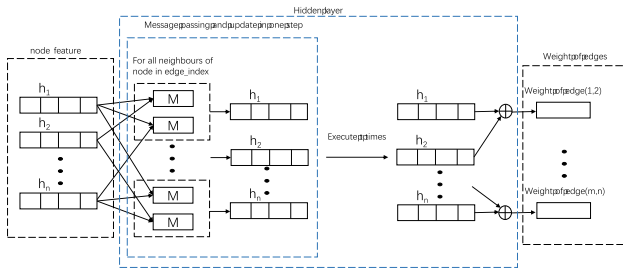 Hidden layer
Message passing and update in one step
node feature
For all neighbours of
node in edge_index
Weight of edges
h1
M
h1
h1
Weight of edge(1,2)
M
h2
h2
Execute t times
h2
hn
M
hn
hn
Weight of edge(m,n)
M